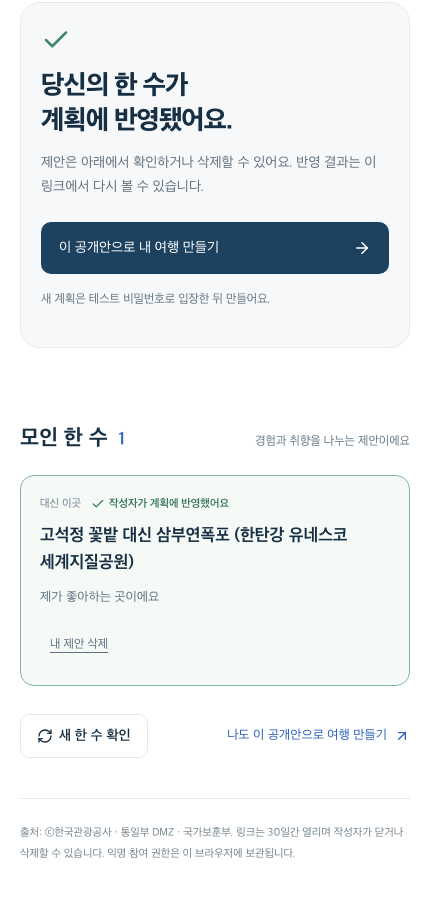 당신의 한 수가
계획에 반영됐어요.
제안은 아래에서 확인하거나 삭제할 수 있어요. 반영 결과는 이
링크에서 다시 볼 수 있습니다.
이 공개안으로 내 여행 만들기
새 계획은 테스트 비밀번호로 입장한 뒤 만들어요.
모인 한 수 1
경험과 취향을 나누는 제안이에요
대신 이곳 작성자가 계획에 반영했어요
고석정 꽃밭 대신 삼부연폭포 (한탄강 유네스코
세계지질공원)
제가 좋아하는 곳이에요
내 제안 삭제
새 한 수 확인
나도 이 공개안으로 여행 만들기
출처: ⓒ한국관광공사 · 통일부 DMZ · 국가보훈부. 링크는 30일간 열리며 작성자가 닫거나
삭제할 수 있습니다. 익명 참여 권한은 이 브라우저에 보관됩니다.